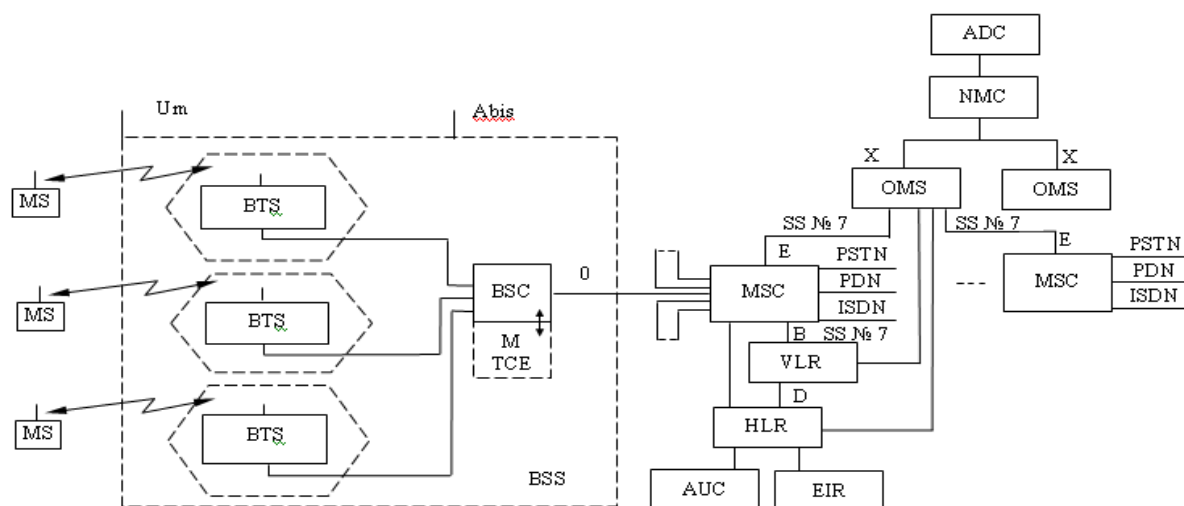 ADC
Um
Abis
NMC
X
X
MS
BTS
OMS
OMS
SS № 7
SS № 7
E
PSTN
E
PSTN
0
BSC
MSC
PDN
MSC
PDN
MS
BTS
ISDN
ISDN
M
TCE
B
SS № 7
VLR
D
MS
BTS
HLR
BSS
AUC
EIR